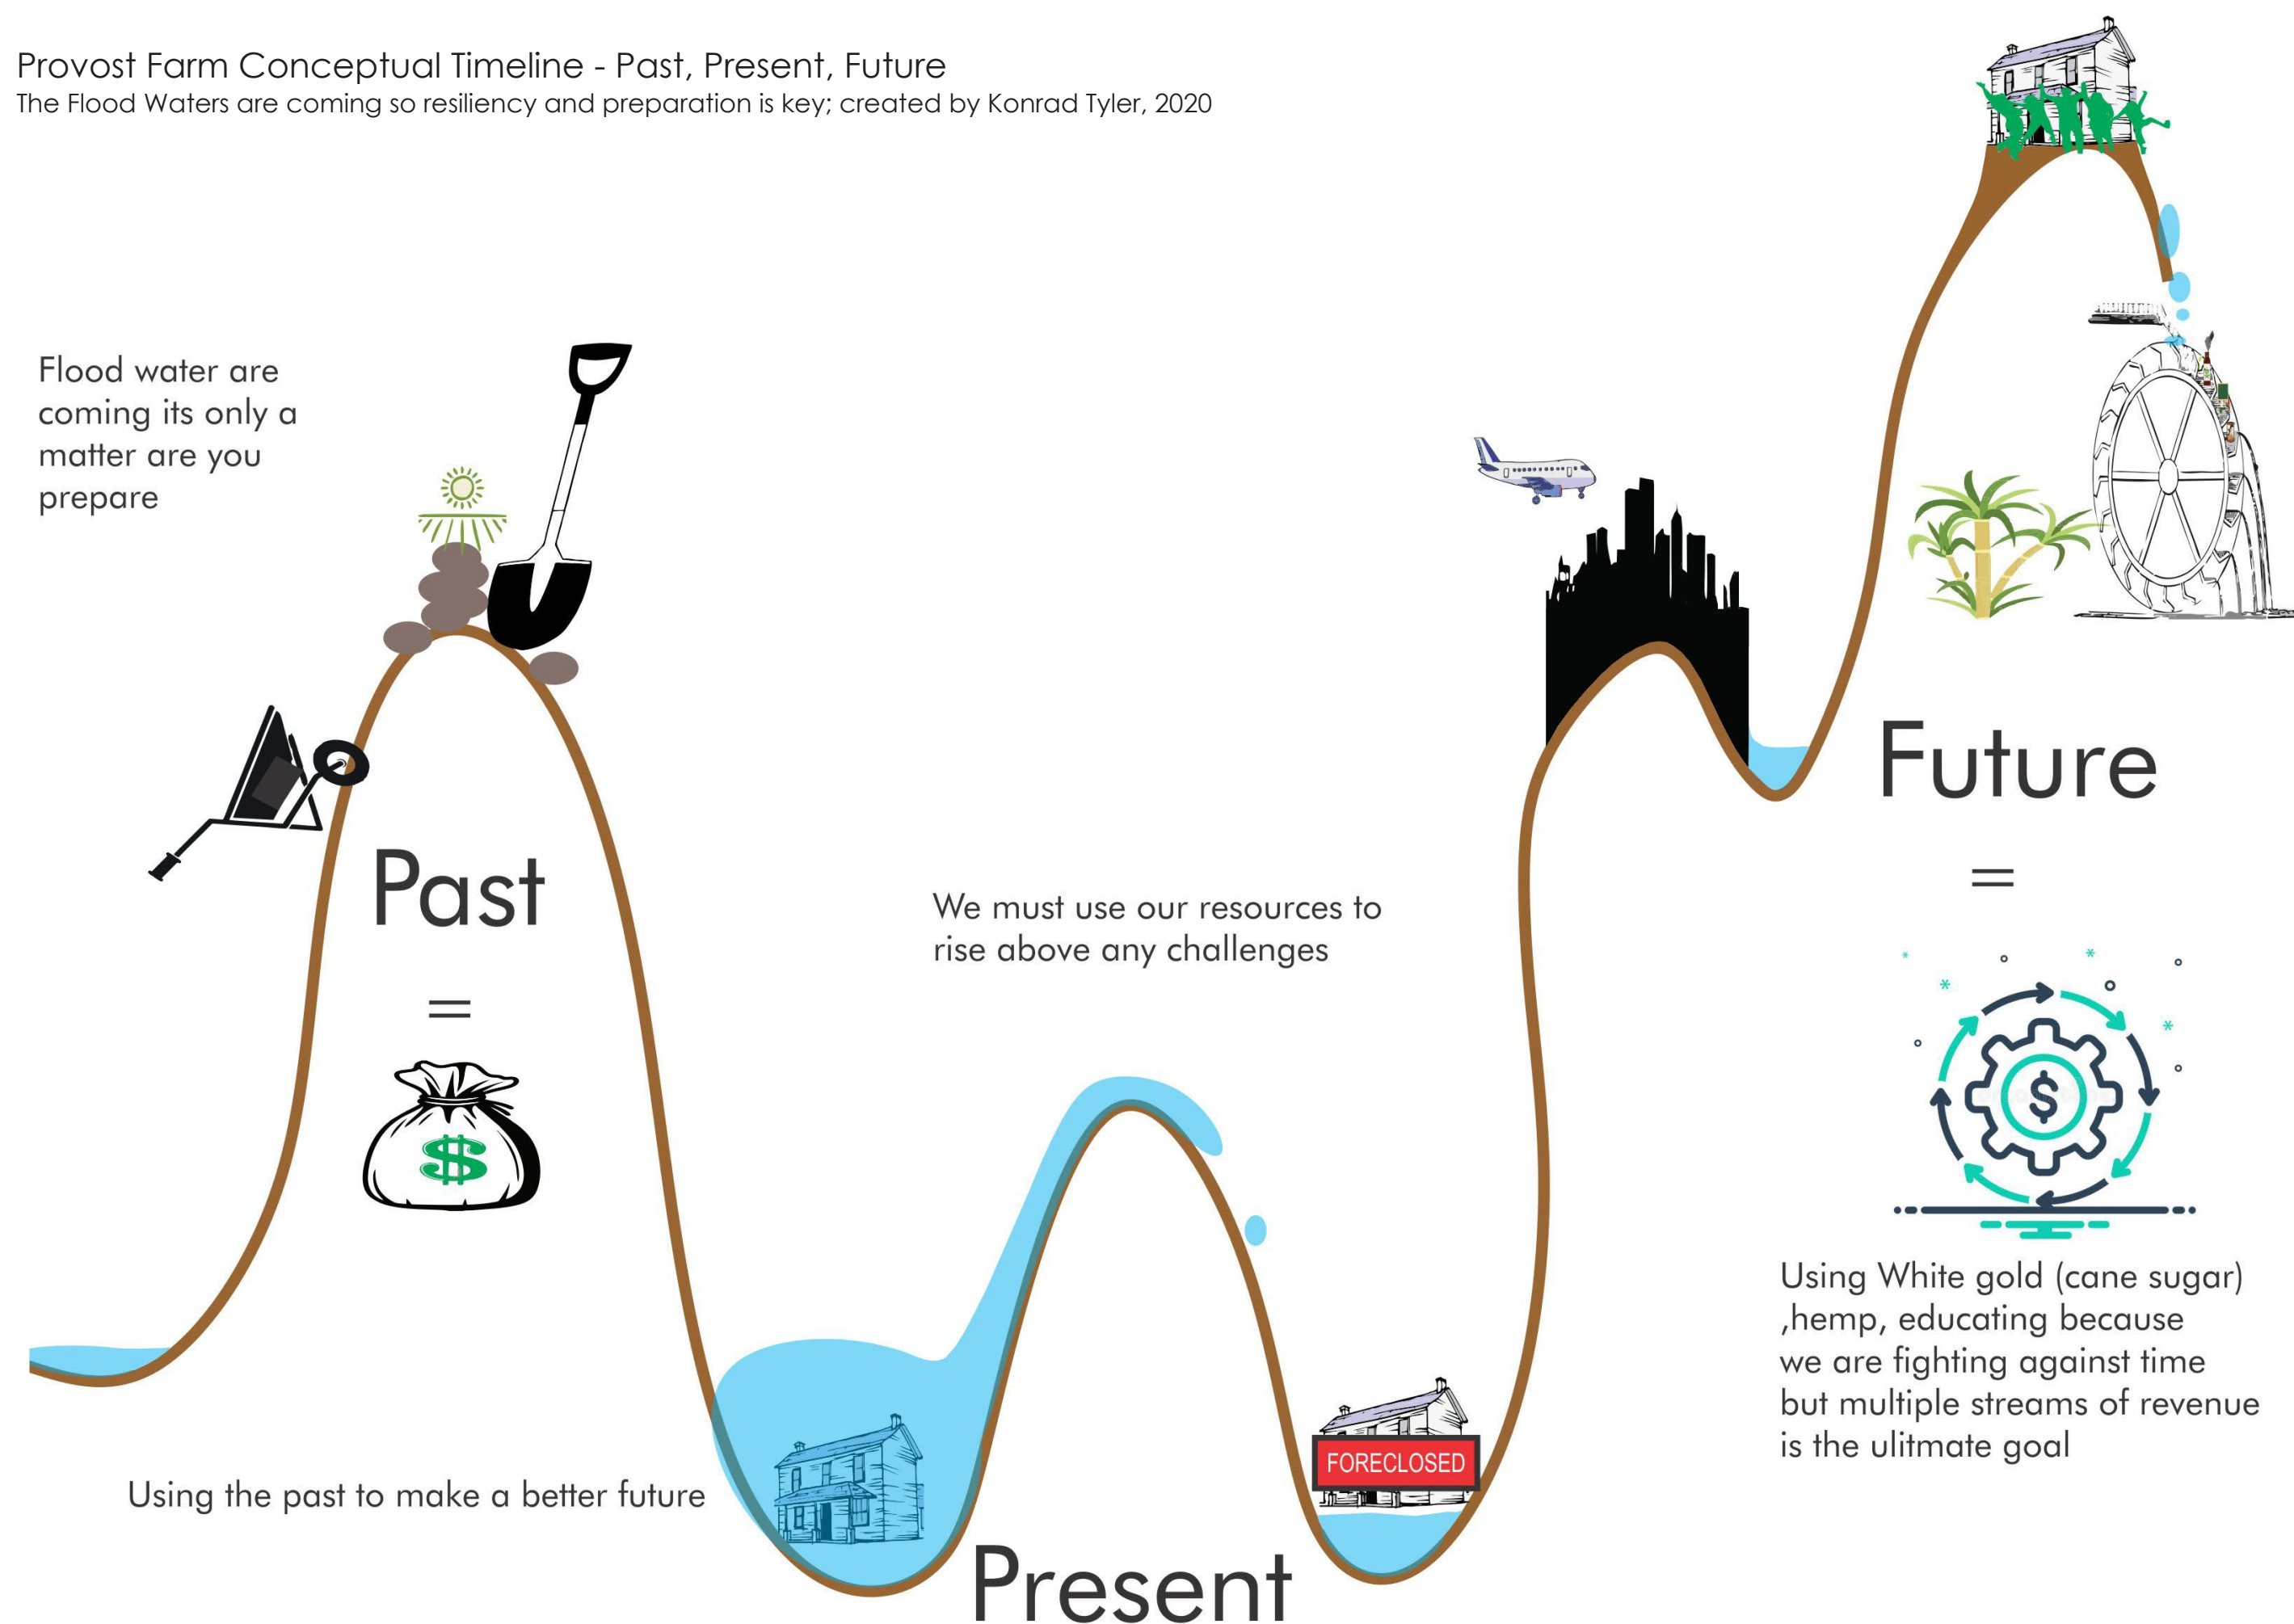 Provost Farm Conceptual Timeline - Past, Present, Future
The Flood Waters are coming so resiliency and preparation is key; created by Konrad Tyler, 2020
Flood water are
coming its only a
matter are you
prepare
Past
=
$
Using the past to make a better future
We must use our resources to
rise above any challenges
Present
FORECLOSED
Future
=
$
Using White gold (cane sugar)
,hemp, educating because
we are fighting against time
but multiple streams of revenue
is the ulitmate goal